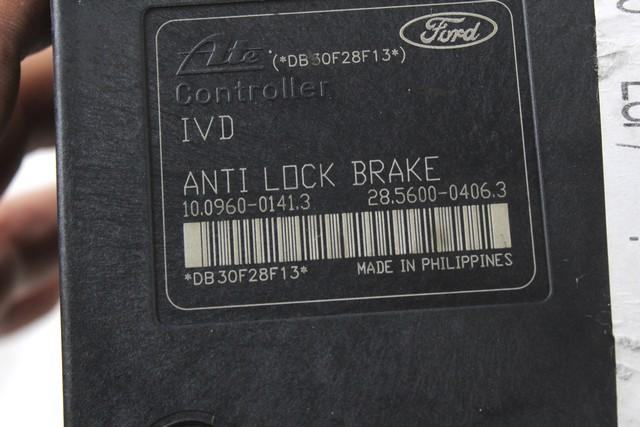 Ate (*DB30F28F13*) Ford
Controller
IVD
ANTI LOCK BRAKE
10.0960-0141.3 28.5600-0406.3
*DB30F28F13* MADE IN PHILIPPINES